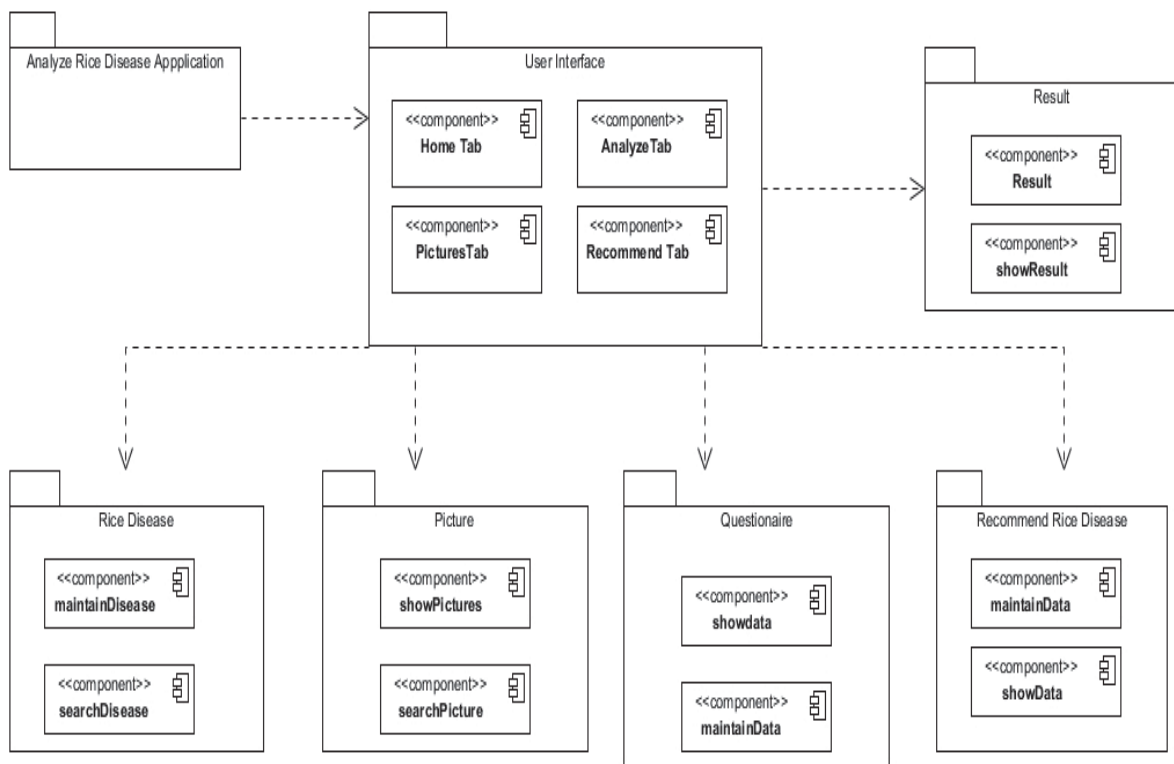 Analyze Rice Disease Appplication
User Interface
<<component>>
Home Tab
<<component>>
AnalyzeTab
<<component>>
PicturesTab
<<component>>
Recommend Tab
Result
<<component>>
Result
<<component>>
showResult
Rice Disease
<<component>>
maintainDisease
<<component>>
searchDisease
Picture
<<component>>
showPictures
<<component>>
searchPicture
Questionaire
<<component>>
showdata
<<component>>
maintainData
Recommend Rice Disease
<<component>>
maintainData
<<component>>
showData